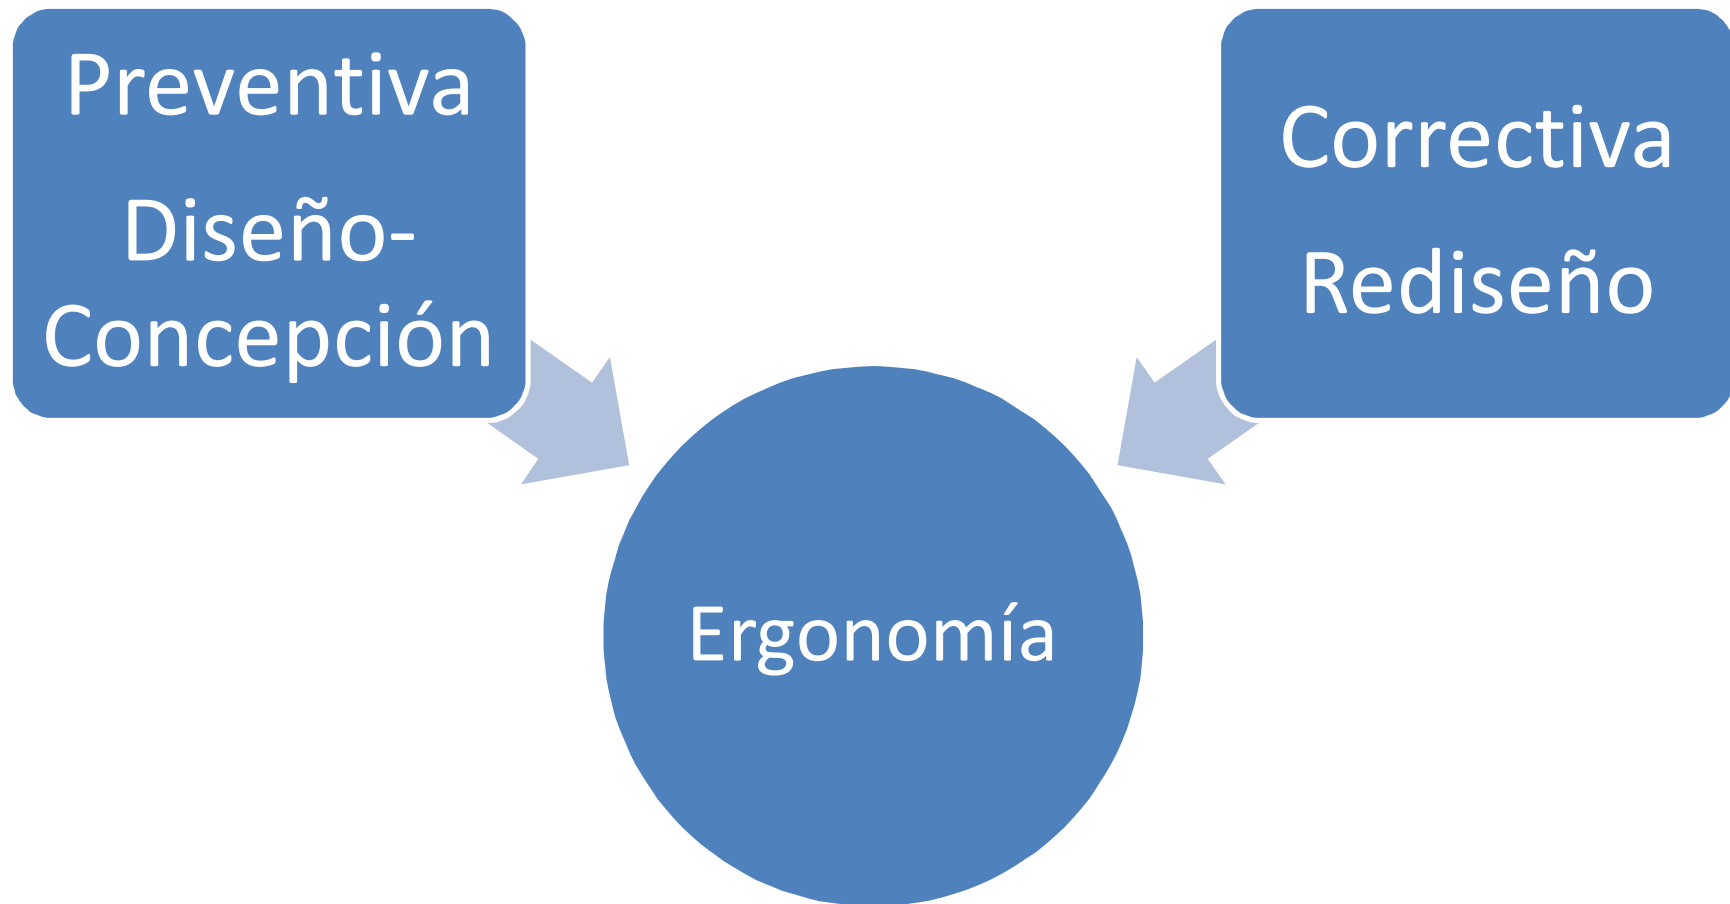 Preventiva
Diseño-
Concepción
Correctiva
Rediseño
Ergonomía